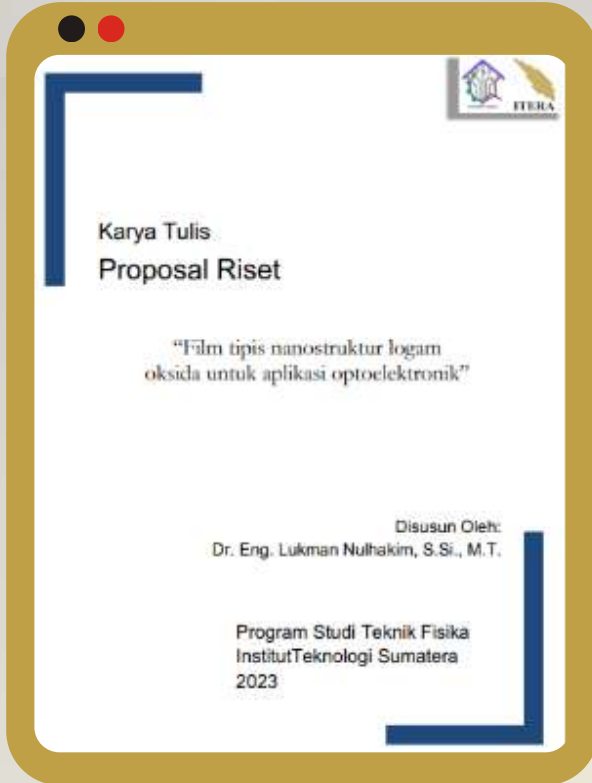 ITERA
Karya Tulis
Proposal Riset
“Film tipis nanostruktur logam
oksida untuk aplikasi optoelektronik”
Disusun Oleh:
Dr. Eng. Lukman Nulhakim, S.Si., M.T.
Program Studi Teknik Fisika
InstitutTeknologi Sumatera
2023